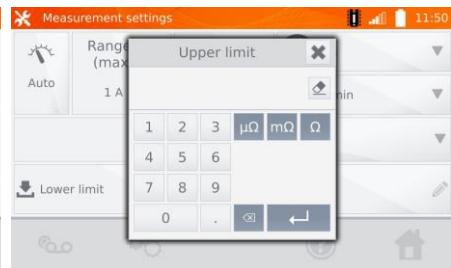 Measurement settings 11:50
Range
(max
Auto
1 A
min
Lower limit
Upper limit
1 2 3 μΩ mΩ Ω
4 5 6
7 8 9
0 .